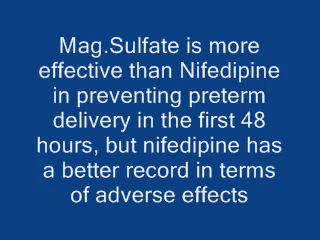 Mag.Sulfate is more
effective than Nifedipine
in preventing preterm
delivery in the first 48
hours, but nifedipine has
a better record in terms
of adverse effects